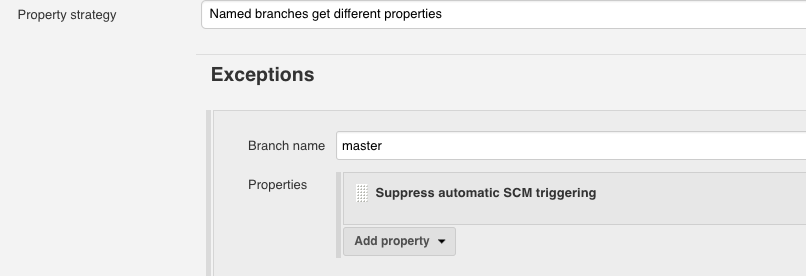 Property strategy
Named branches get different properties
Exceptions
Branch name
master
Properties
Suppress automatic SCM triggering
Add property